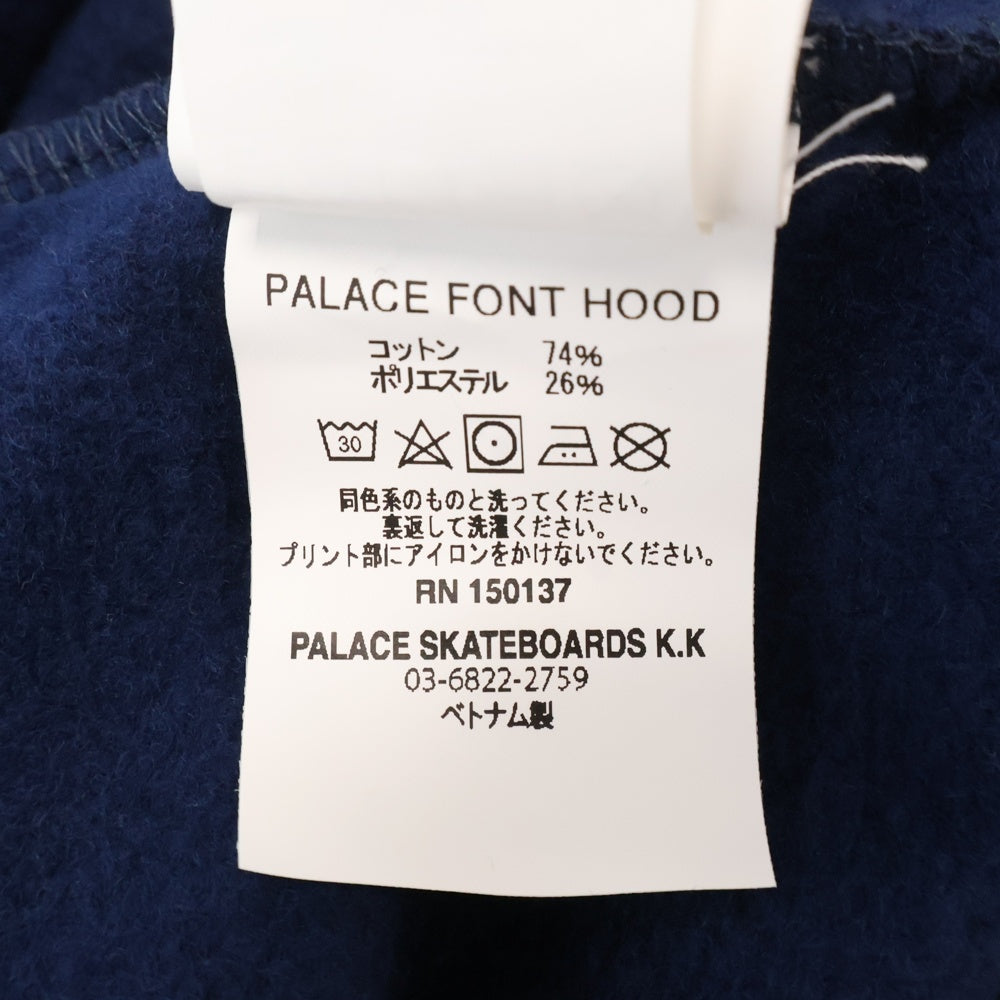 PALACE FONT HOOD
コットン 74%
ポリエステル 26%
30
同色系のものと洗ってください。
裏返して洗濯ください。
プリント部にアイロンをかけないでください。
RN 150137
PALACE SKATEBOARDS K.K
03-6822-2759
ベトナム製